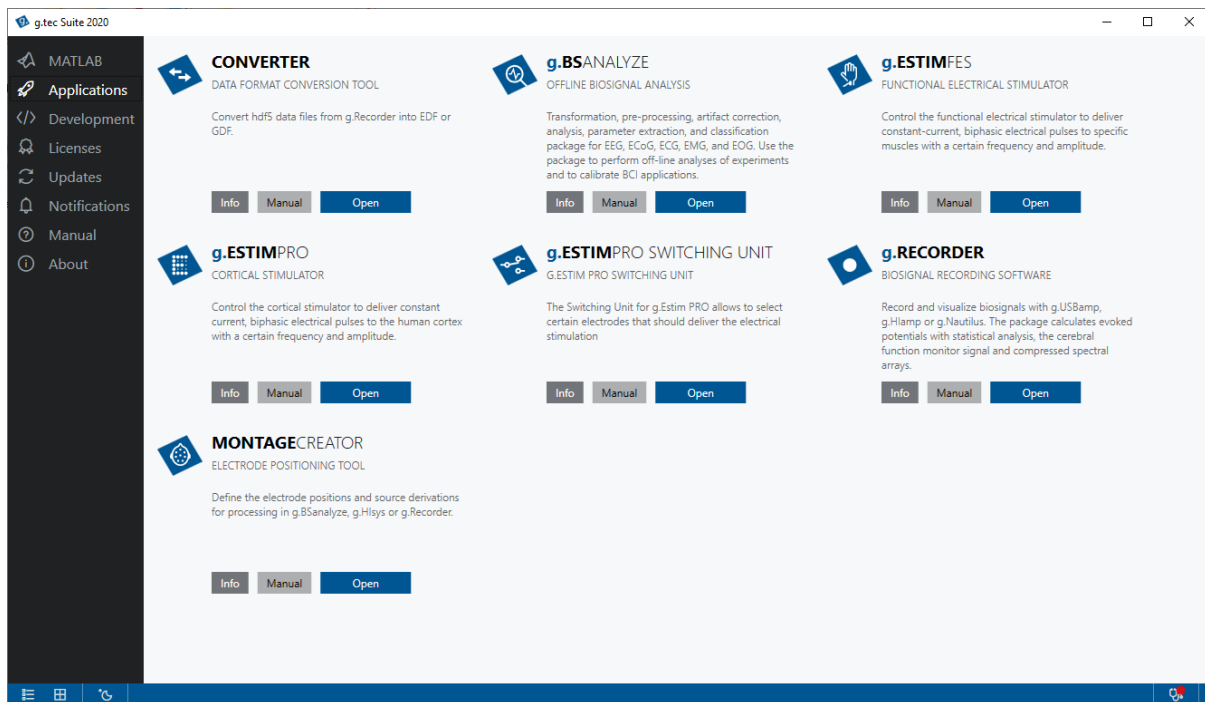 g.tec Suite 2020
MATLAB
Applications
Development
Licenses
Updates
Notifications
Manual
About
CONVERTER
DATA FORMAT CONVERSION TOOL
Convert hdf5 data files from g.Recorder into EDF or
GDF.
Info Manual Open
g.BSANALYZE
OFFLINE BIOSIGNAL ANALYSIS
Transformation, pre-processing, artifact correction,
analysis, parameter extraction, and classification
package for EEG, ECoG, ECG, EMG, and EOG. Use the
package to perform off-line analyses of experiments
and to calibrate BCI applications.
Info Manual Open
g.ESTIMFES
FUNCTIONAL ELECTRICAL STIMULATOR
Control the functional electrical stimulator to deliver
constant-current, biphasic electrical pulses to specific
muscles with a certain frequency and amplitude.
Info Manual Open
g.ESTIMPRO
CORTICAL STIMULATOR
Control the cortical stimulator to deliver constant
current, biphasic electrical pulses to the human cortex
with a certain frequency and amplitude.
Info Manual Open
g.ESTIMPRO SWITCHING UNIT
G.ESTIM PRO SWITCHING UNIT
The Switching Unit for g.Estim PRO allows to select
certain electrodes that should deliver the electrical
stimulation
Info Manual Open
g.RECORDER
BIOSIGNAL RECORDING SOFTWARE
Record and visualize biosignals with g.USBamp,
g.HIamp or g.Nautilus. The package calculates evoked
potentials with statistical analysis, the cerebral
function monitor signal and compressed spectral
arrays.
Info Manual Open
MONTAGECREATOR
ELECTRODE POSITIONING TOOL
Define the electrode positions and source derivations
for processing in g.BSanalyze, g.HIsys or g.Recorder.
Info Manual Open